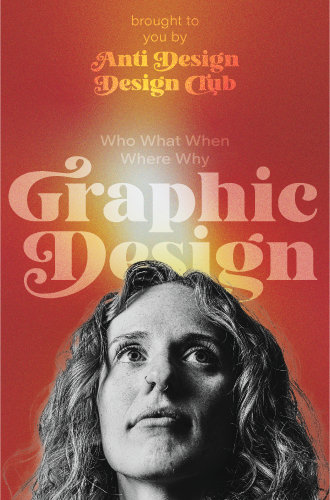 brought to
you by
Anti Design
Design Club
Who What When
Where Why
Graphic
Design